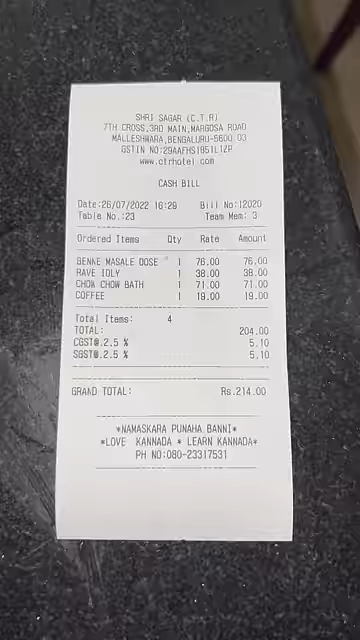 SHRI SAGAR (C.T.R)
7TH CROSS,3RD MAIN,MARGOSA ROAD
MALLESHWARA,BENGALURU-5600 03
GSTIN NO:29AAFHS1851L1ZP
www.ctrhotel.com
CASH BILL
Date:26/07/2022 16:29 Bill No:12020
Table No.:23 Team Mem: 3
Ordered Items Qty Rate Amount
BENNE MASALE DOSE 1 76.00 76.00
RAVE IDLY 1 38.00 38.00
CHOW CHOW BATH 1 71.00 71.00
COFFEE 1 19.00 19.00
Total Items: 4
TOTAL: 204.00
CGST@.2.5 % 5.10
SGST@.2.5 % 5.10
GRAND TOTAL: Rs.214.00
*NAMASKARA PUNAHA BANNI*
*LOVE KANNADA * LEARN KANNADA*
PH NO:080-23317531